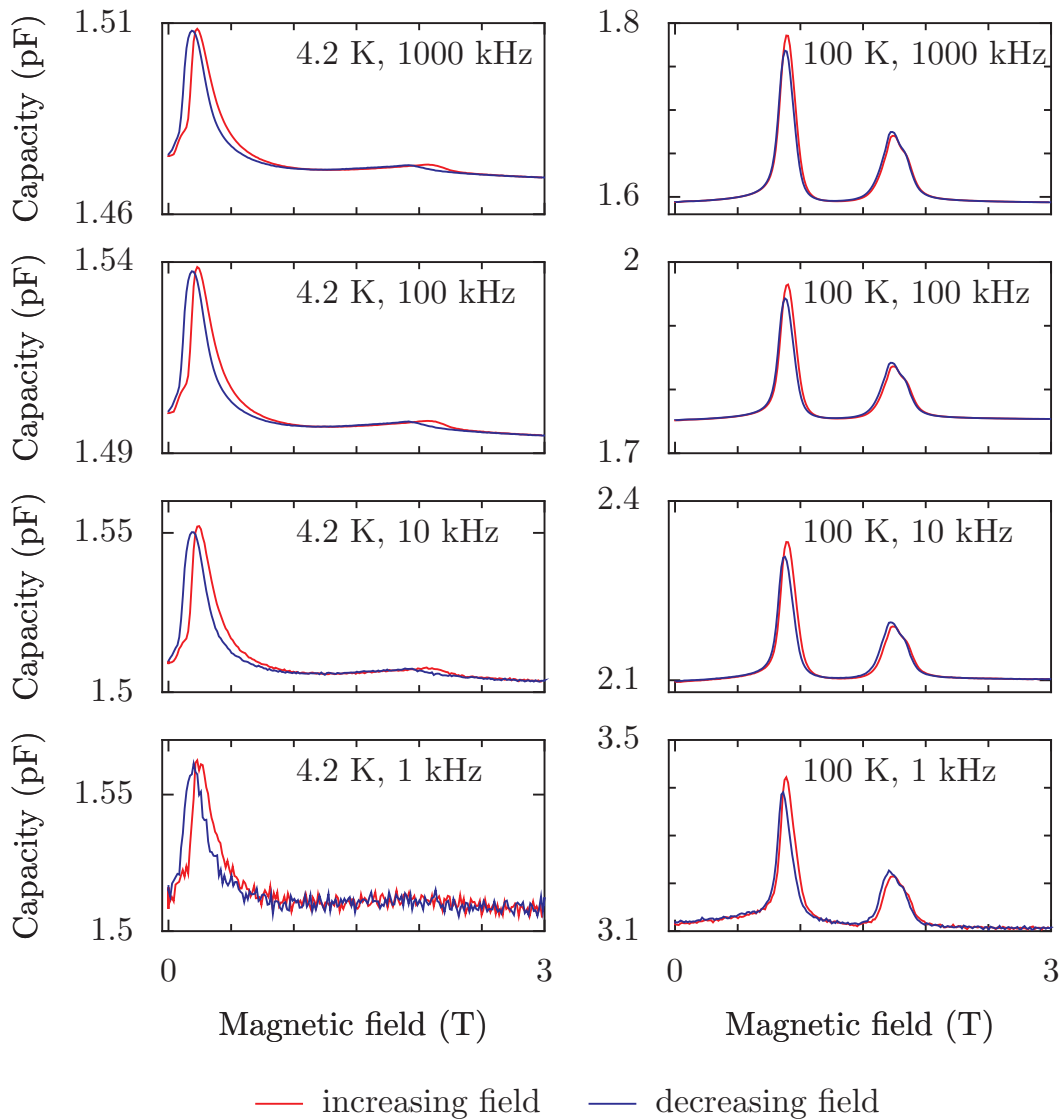 Capacity (pF)
1.51
1.46
4.2 K, 1000 kHz
1.8
1.6
100 K, 1000 kHz
Capacity (pF)
1.54
1.49
4.2 K, 100 kHz
2
1.7
100 K, 100 kHz
Capacity (pF)
1.55
1.5
4.2 K, 10 kHz
2.4
2.1
100 K, 10 kHz
Capacity (pF)
1.55
1.5
4.2 K, 1 kHz
3.5
3.1
100 K, 1 kHz
0
3
0
3
Magnetic field (T)
Magnetic field (T)
increasing field
decreasing field